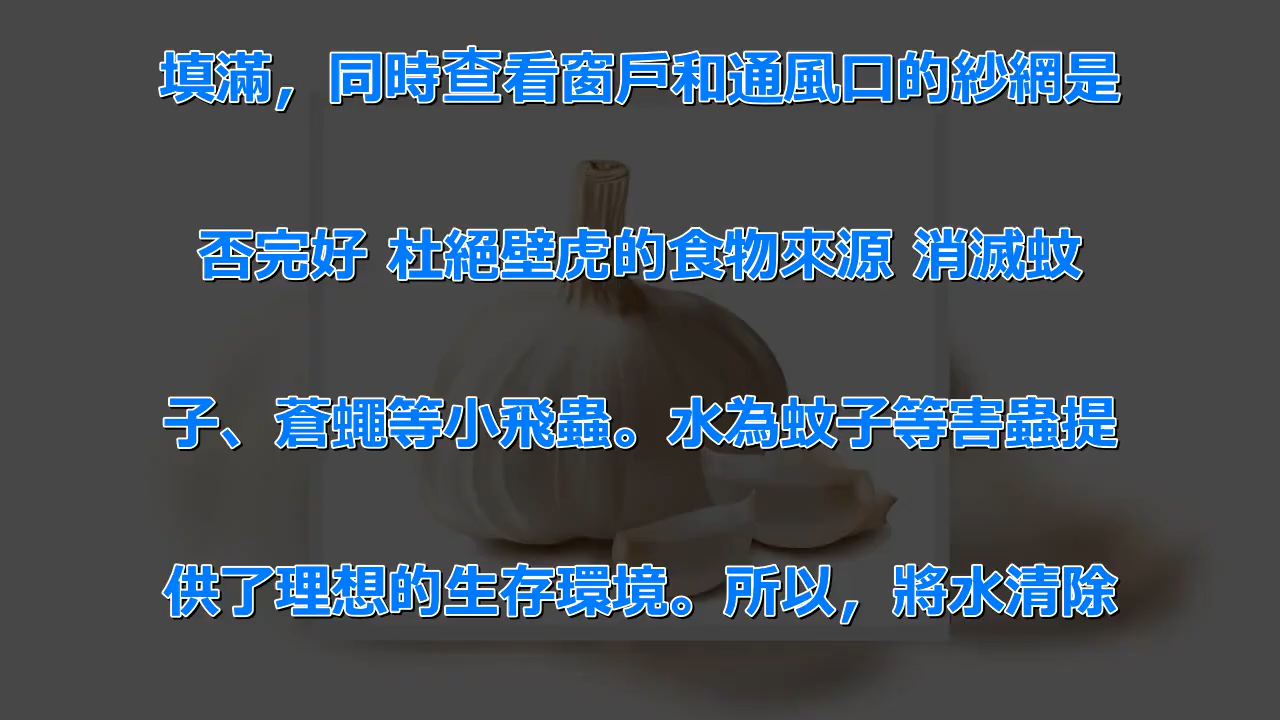 填滿，同時查看窗戶和通風口的紗網是
否完好 杜絕壁虎的食物來源 消滅蚊
子、蒼蠅等小飛蟲。水為蚊子等害蟲提
供了理想的生存環境。所以，將水清除